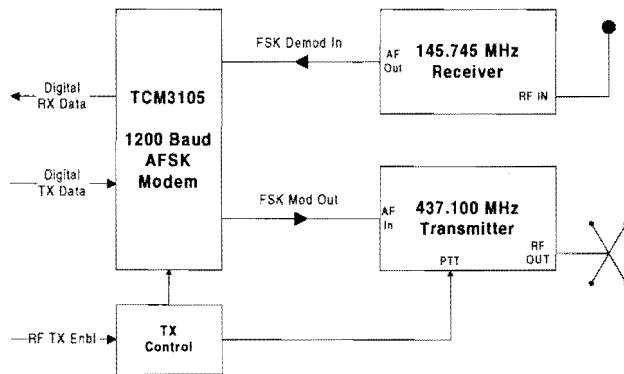 FSK Demod In
AF
Out
145.745 MHz
Receiver
RF IN
Digital
RX Data
TCM3105
1200 Baud
AFSK
Modem
Digital
TX Data
FSK Mod Out
AF
In
437.100 MHz
Transmitter
RF
OUT
PTT
RF TX Enbl
TX
Control